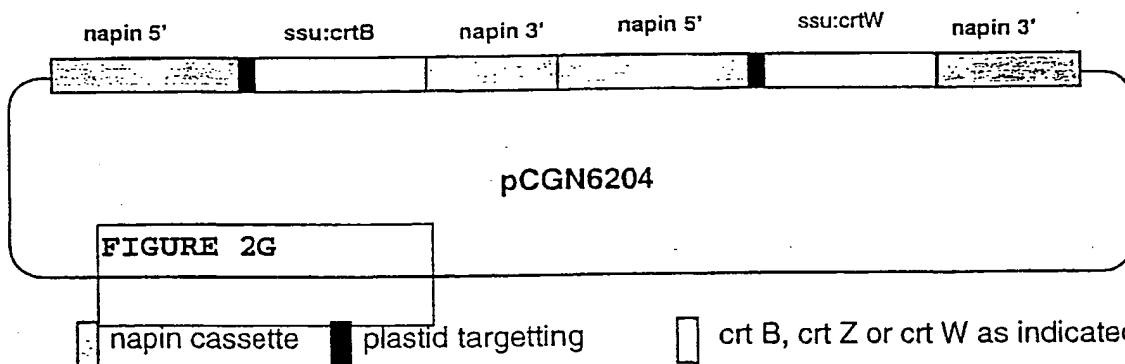 napin 5' ssu:crtB napin 3' napin 5' ssu:crtW napin 3'
pCGN6204
FIGURE 2G
napin cassette plastid targetting crt B, crt Z or crt W as indicated